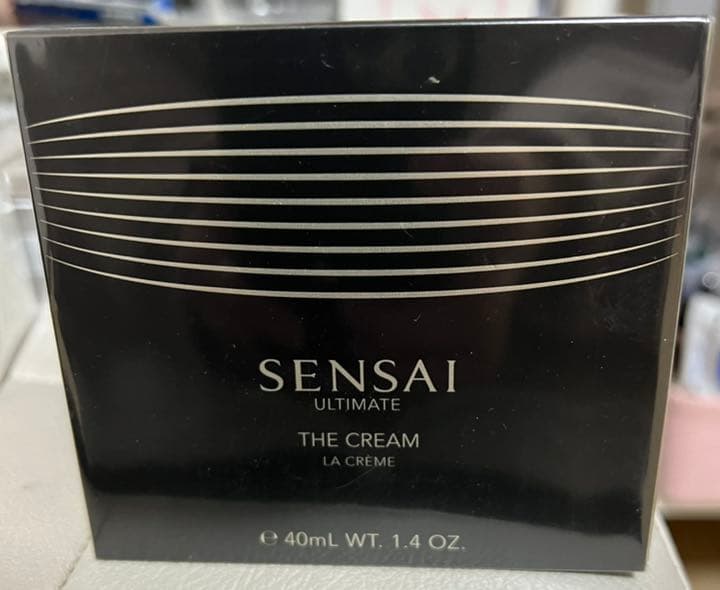 SENSAI
ULTIMATE
THE CREAM
LA CRÈME
℮ 40mL WT. 1.4 OZ.